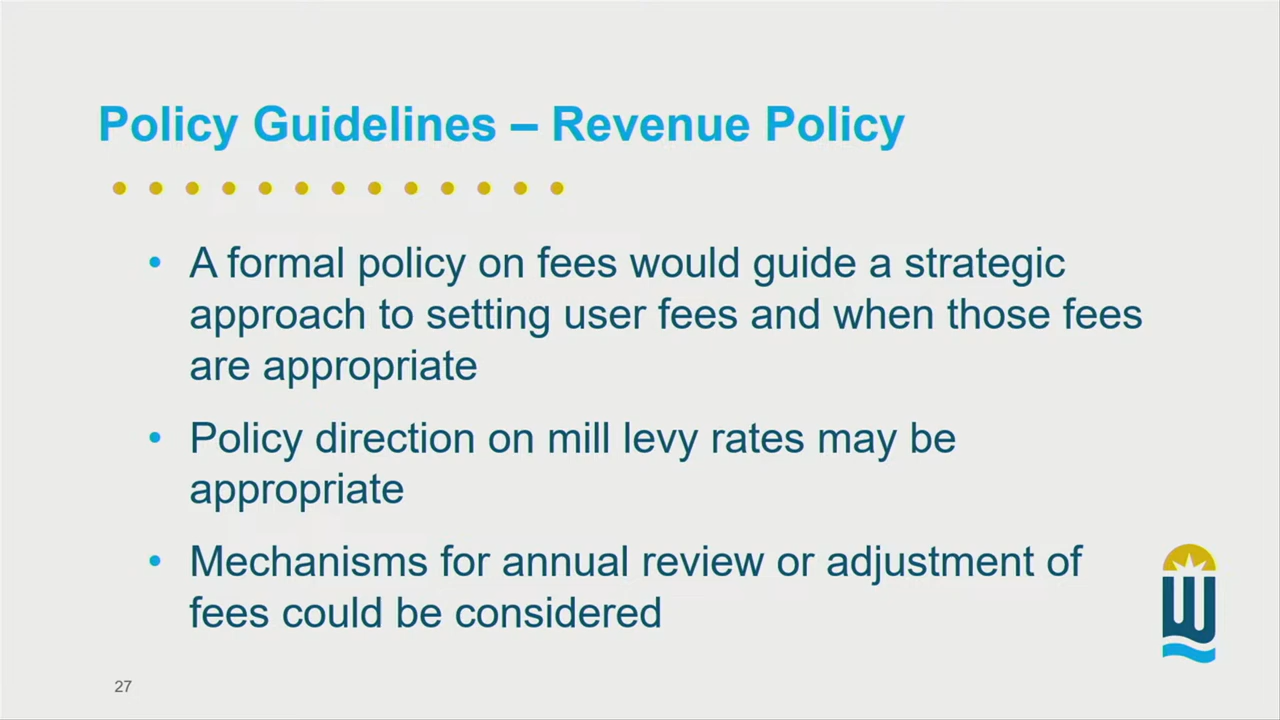 Policy Guidelines – Revenue Policy
• A formal policy on fees would guide a strategic
approach to setting user fees and when those fees
are appropriate
• Policy direction on mill levy rates may be
appropriate
• Mechanisms for annual review or adjustment of
fees could be considered
W
27